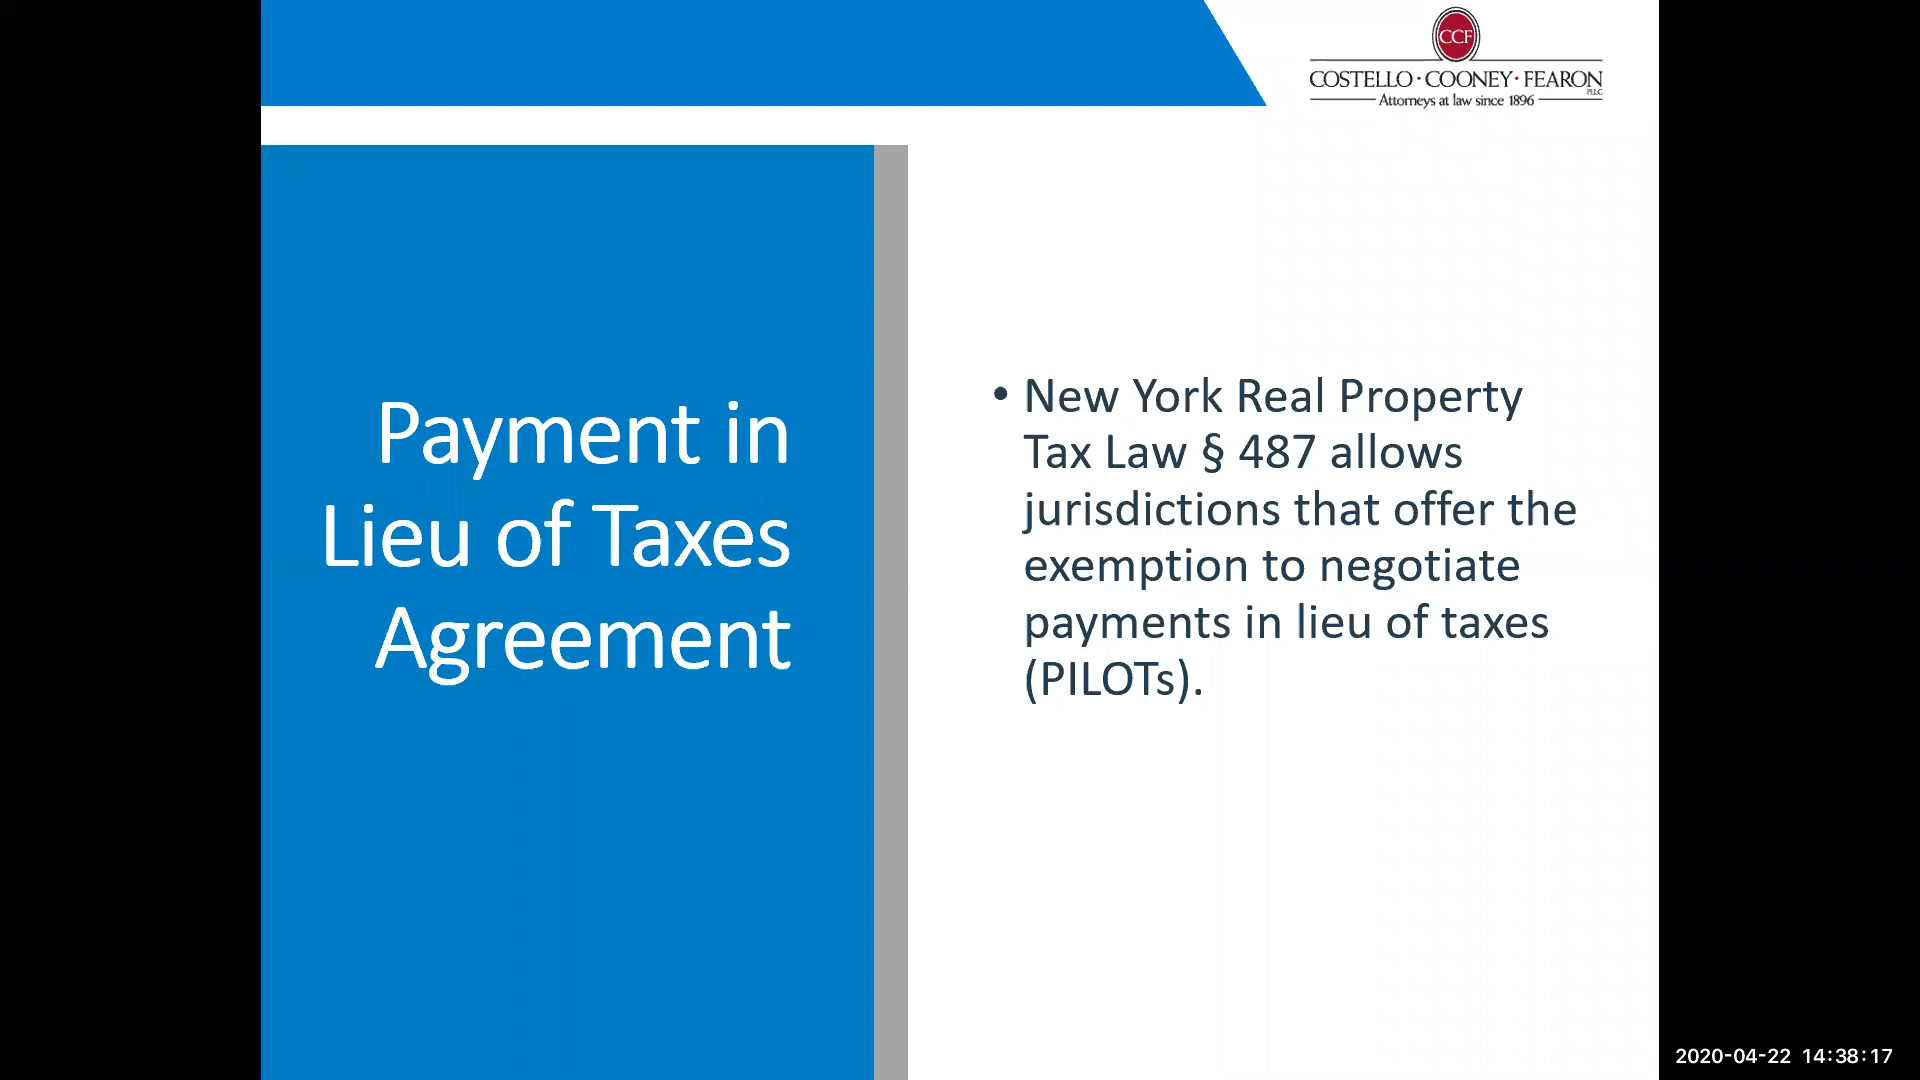 CCF
COSTELLO · COONEY · FEARON
PLLC
Attorneys at law since 1896
Payment in
Lieu of Taxes
Agreement
• New York Real Property
Tax Law § 487 allows
jurisdictions that offer the
exemption to negotiate
payments in lieu of taxes
(PILOTs).
2020-04-22 14:38:17